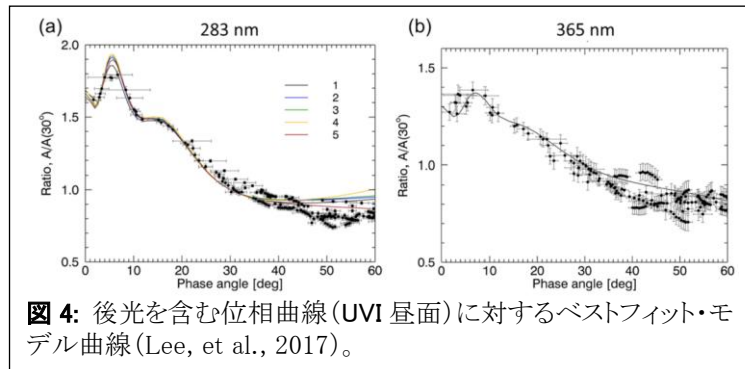 (a) 283 nm
2.0
1.5
1.0
0.5
Ratio, A/A(30°)
1
2
3
4
5
0 10 20 30 40 50 60
Phase angle [deg]
(b) 365 nm
1.5
1.0
0.5
Ratio, A/A(30°)
0 10 20 30 40 50 60
Phase angle [deg]
図 4: 後光を含む位相曲線(UVI 昼面)に対するベストフィット・モ
デル曲線(Lee, et al., 2017)。